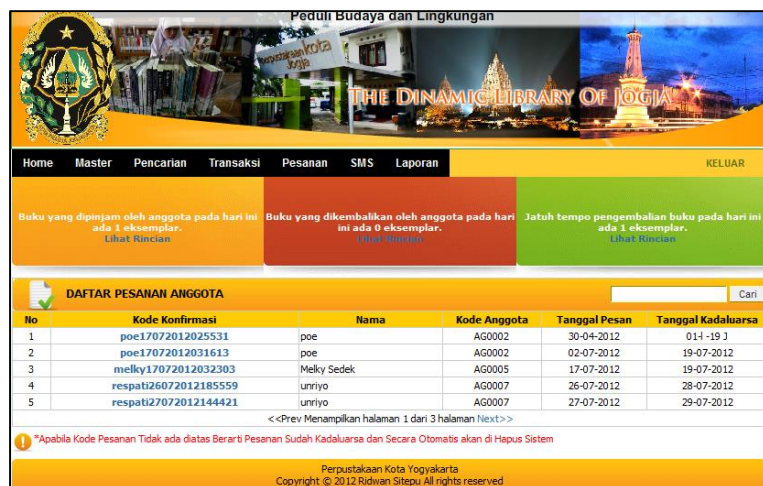 Peduli Budaya dan Lingkungan
perpustakaan kota
Jogja
THE DINAMIC LIBRARY OF JOGJA
Home Master Pencarian Transaksi Pesanan SMS Laporan KELUAR
Buku yang dipinjam oleh anggota pada hari ini
ada 1 eksemplar.
Lihat Rincian
Buku yang dikembalikan oleh anggota pada hari
ini ada 0 eksemplar.
Lihat Rincian
Jatuh tempo pengembalian buku pada hari ini
ada 1 eksemplar.
Lihat Rincian
DAFTAR PESANAN ANGGOTA Cari
No Kode Konfirmasi Nama Kode Anggota Tanggal Pesan Tanggal Kadaluarsa
1 poe17072012025531 poe AG0002 30-04-2012
2 poe17072012031613 poe AG0002 02-07-2012 19-07-2012
3 melky17072012032303 Melky Sedek AG0005 17-07-2012 19-07-2012
4 respati26072012185559 unriyo AG0007 26-07-2012 28-07-2012
5 respati27072012144421 unriyo AG0007 27-07-2012 29-07-2012
<<Prev Menampilkan halaman 1 dari 3 halaman Next>>
*Apabila Kode Pesanan Tidak ada diatas Berarti Pesanan Sudah Kadaluarsa dan Secara Otomatis akan di Hapus Sistem
Perpustakaan Kota Yogyakarta
Copyright © 2012 Ridwan Sitepu All rights reserved